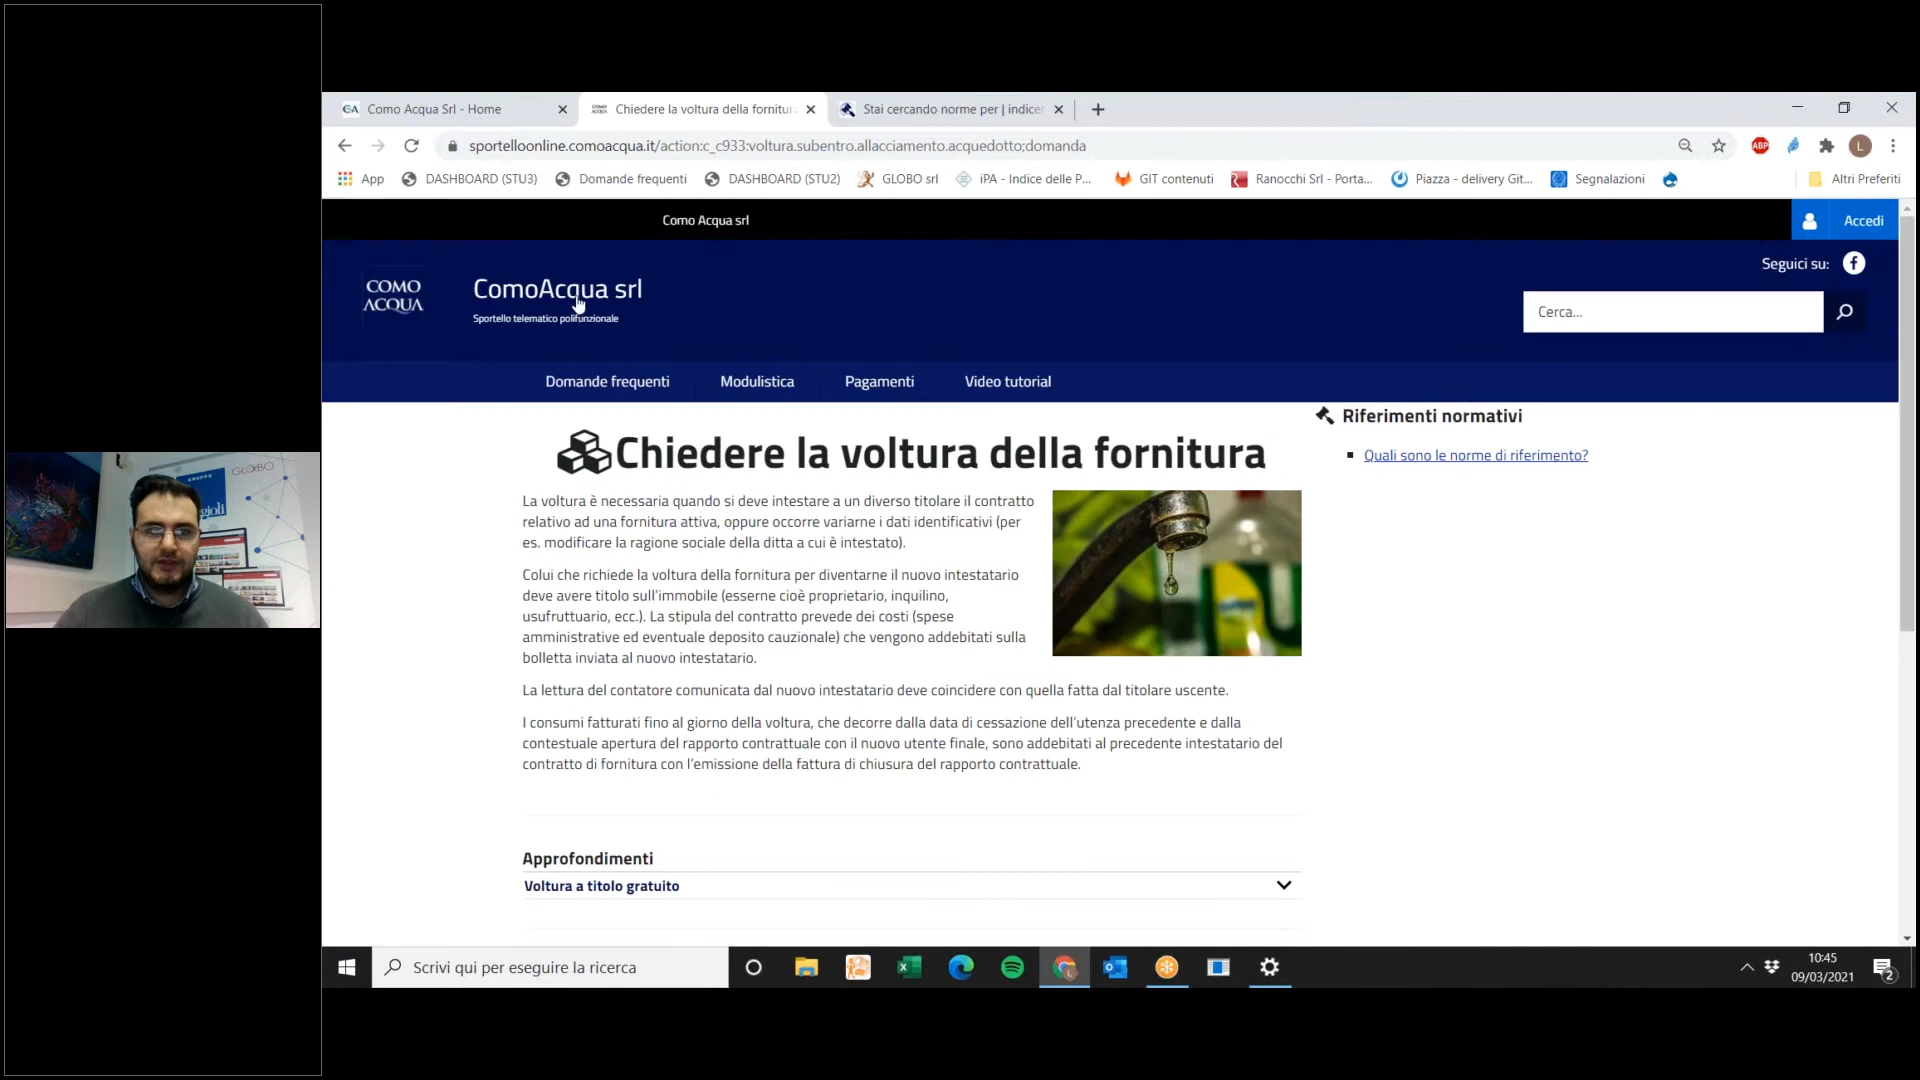 Como Acqua Srl - Home
Chiedere la voltura della fornitur
Stai cercando norme per | indicer
sportelloonline.comoacqua.it/action:c_c933:voltura.subentro.allacciamento.acquedotto;domanda
ABP
L
App
DASHBOARD (STU3)
Domande frequenti
DASHBOARD (STU2)
GLOBO srl
iPA - Indice delle P...
GIT contenuti
Ranocchi Srl - Porta...
Piazza - delivery Git...
Segnalazioni
Altri Preferiti
Como Acqua srl
Accedi
Seguici su:
COMO
ACQUA
ComoAcqua srl
Sportello telematico polifunzionale
Cerca...
Domande frequenti
Modulistica
Pagamenti
Video tutorial
Chiedere la voltura della fornitura
Riferimenti normativi
Quali sono le norme di riferimento?
La voltura è necessaria quando si deve intestare a un diverso titolare il contratto
relativo ad una fornitura attiva, oppure occorre variarne i dati identificativi (per
es. modificare la ragione sociale della ditta a cui è intestato).
Colui che richiede la voltura della fornitura per diventarne il nuovo intestatario
deve avere titolo sull’immobile (esserne cioè proprietario, inquilino,
usufruttuario, ecc.). La stipula del contratto prevede dei costi (spese
amministrative ed eventuale deposito cauzionale) che vengono addebitati sulla
bolletta inviata al nuovo intestatario.
La lettura del contatore comunicata dal nuovo intestatario deve coincidere con quella fatta dal titolare uscente.
I consumi fatturati fino al giorno della voltura, che decorre dalla data di cessazione dell’utenza precedente e dalla
contestuale apertura del rapporto contrattuale con il nuovo utente finale, sono addebitati al precedente intestatario del
contratto di fornitura con l’emissione della fattura di chiusura del rapporto contrattuale.
Approfondimenti
Voltura a titolo gratuito
GRUPPO
gioli
GLOBO
Scrivi qui per eseguire la ricerca
10:45
09/03/2021
2